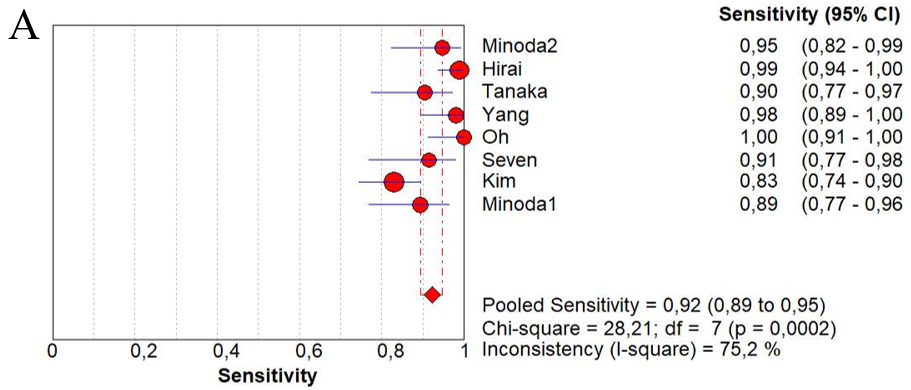 A
Sensitivity (95% CI)
Minoda2 0,95 (0,82 - 0,99
Hirai 0,99 (0,94 - 1,00
Tanaka 0,90 (0,77 - 0,97
Yang 0,98 (0,89 - 1,00
Oh 1,00 (0,91 - 1,00
Seven 0,91 (0,77 - 0,98
Kim 0,83 (0,74 - 0,90
Minoda1 0,89 (0,77 - 0,96
Pooled Sensitivity = 0,92 (0,89 to 0,95)
Chi-square = 28,21; df = 7 (p = 0,0002)
Inconsistency (I-square) = 75,2 %
0 0,2 0,4 0,6 0,8 1
Sensitivity